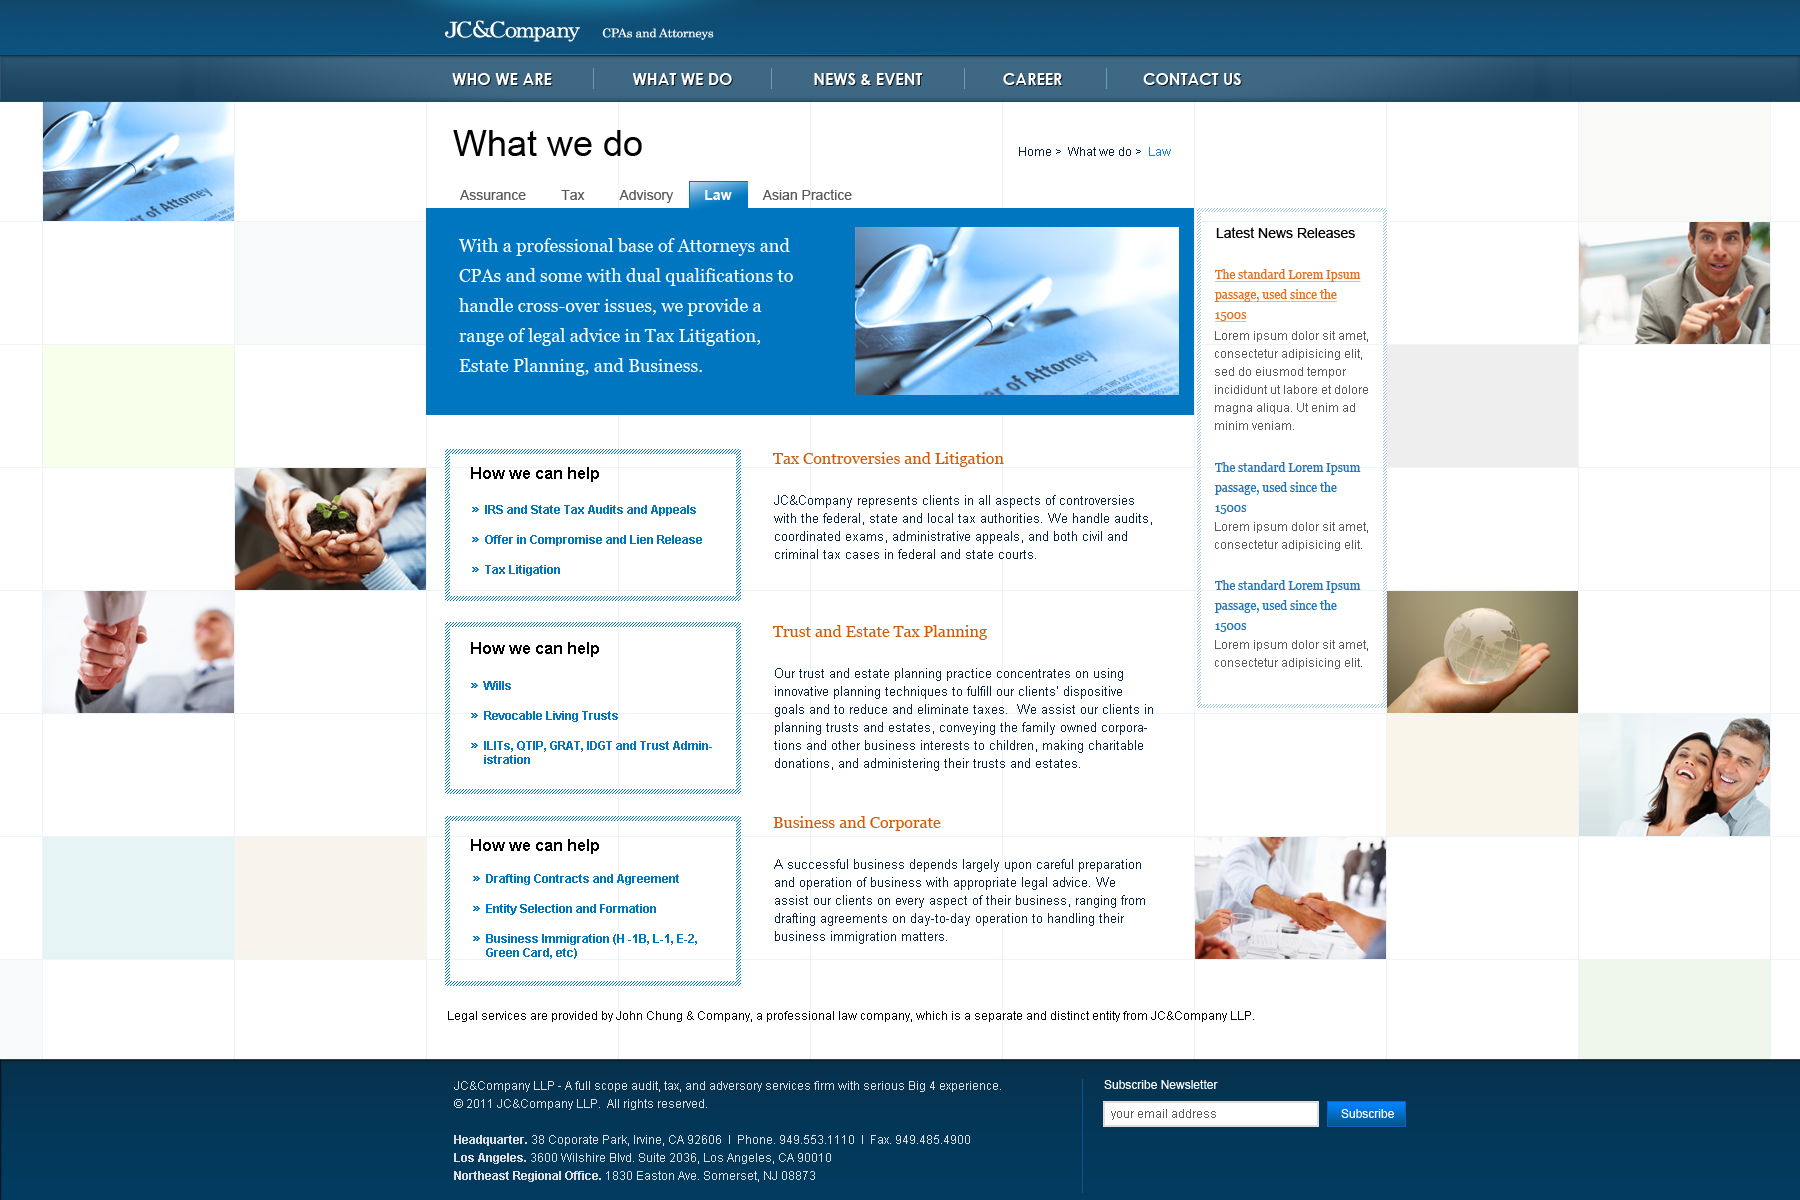 JC&Company CPAs and Attorneys
WHO WE ARE WHAT WE DO NEWS & EVENT CAREER CONTACT US
What we do
Home > What we do > Law
Assurance Tax Advisory Law Asian Practice
With a professional base of Attorneys and
CPAs and some with dual qualifications to
handle cross-over issues, we provide a
range of legal advice in Tax Litigation,
Estate Planning, and Business.
er of Attorney
er of Attorney
Latest News Releases
The standard Lorem Ipsum
passage, used since the
1500s
Lorem ipsum dolor sit amet,
consectetur adipisicing elit,
sed do eiusmod tempor
incididunt ut labore et dolore
magna aliqua. Ut enim ad
minim veniam.
The standard Lorem Ipsum
passage, used since the
1500s
Lorem ipsum dolor sit amet,
consectetur adipisicing elit.
The standard Lorem Ipsum
passage, used since the
1500s
Lorem ipsum dolor sit amet,
consectetur adipisicing elit.
How we can help
» IRS and State Tax Audits and Appeals
» Offer in Compromise and Lien Release
» Tax Litigation
Tax Controversies and Litigation
JC&Company represents clients in all aspects of controversies
with the federal, state and local tax authorities. We handle audits,
coordinated exams, administrative appeals, and both civil and
criminal tax cases in federal and state courts.
How we can help
» Wills
» Revocable Living Trusts
» ILITs, QTIP, GRAT, IDGT and Trust Admin-
istration
Trust and Estate Tax Planning
Our trust and estate planning practice concentrates on using
innovative planning techniques to fulfill our clients' dispositive
goals and to reduce and eliminate taxes. We assist our clients in
planning trusts and estates, conveying the family owned corpora-
tions and other business interests to children, making charitable
donations, and administering their trusts and estates.
How we can help
» Drafting Contracts and Agreement
» Entity Selection and Formation
» Business Immigration (H -1B, L-1, E-2,
Green Card, etc)
Business and Corporate
A successful business depends largely upon careful preparation
and operation of business with appropriate legal advice. We
assist our clients on every aspect of their business, ranging from
drafting agreements on day-to-day operation to handling their
business immigration matters.
Legal services are provided by John Chung & Company, a professional law company, which is a separate and distinct entity from JC&Company LLP.
JC&Company LLP - A full scope audit, tax, and adversory services firm with serious Big 4 experience.
© 2011 JC&Company LLP. All rights reserved.
Headquarter. 38 Coporate Park, Irvine, CA 92606 | Phone. 949.553.1110 | Fax. 949.485.4900
Los Angeles. 3600 Wilshire Blvd. Suite 2036, Los Angeles, CA 90010
Northeast Regional Office. 1830 Easton Ave. Somerset, NJ 08873
Subscribe Newsletter
your email address Subscribe